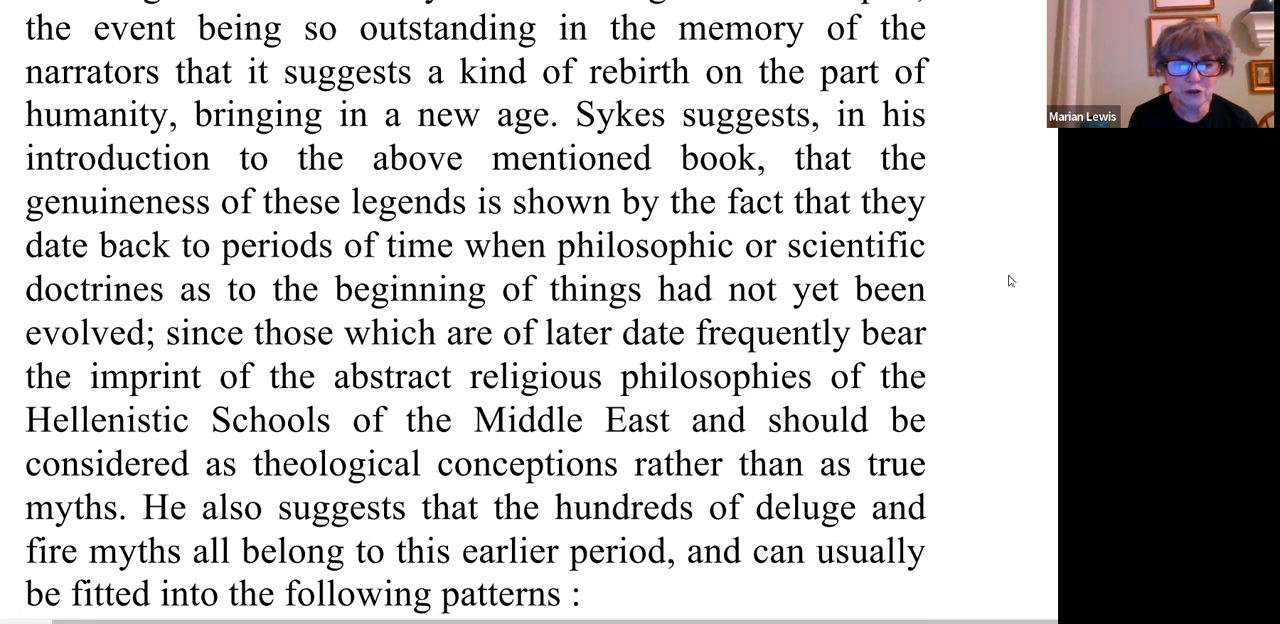 the event being so outstanding in the memory of the
narrators that it suggests a kind of rebirth on the part of
humanity, bringing in a new age. Sykes suggests, in his
introduction to the above mentioned book, that the
genuineness of these legends is shown by the fact that they
date back to periods of time when philosophic or scientific
doctrines as to the beginning of things had not yet been
evolved; since those which are of later date frequently bear
the imprint of the abstract religious philosophies of the
Hellenistic Schools of the Middle East and should be
considered as theological conceptions rather than as true
myths. He also suggests that the hundreds of deluge and
fire myths all belong to this earlier period, and can usually
be fitted into the following patterns :
Marian Lewis